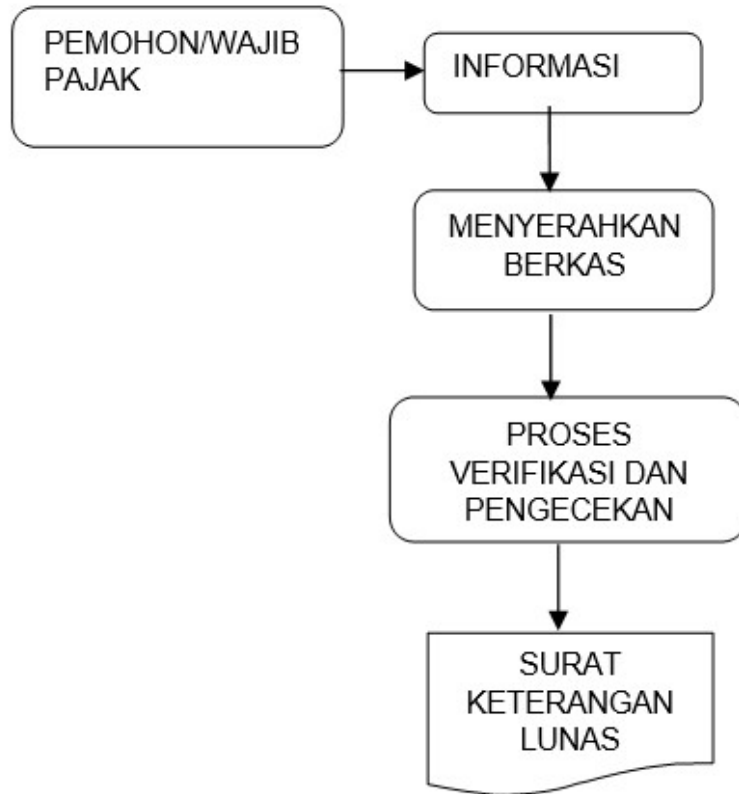 PEMOHON/WAJIB
PAJAK
INFORMASI
MENYERAHKAN
BERKAS
PROSES
VERIFIKASI DAN
PENGECEKAN
SURAT
KETERANGAN
LUNAS